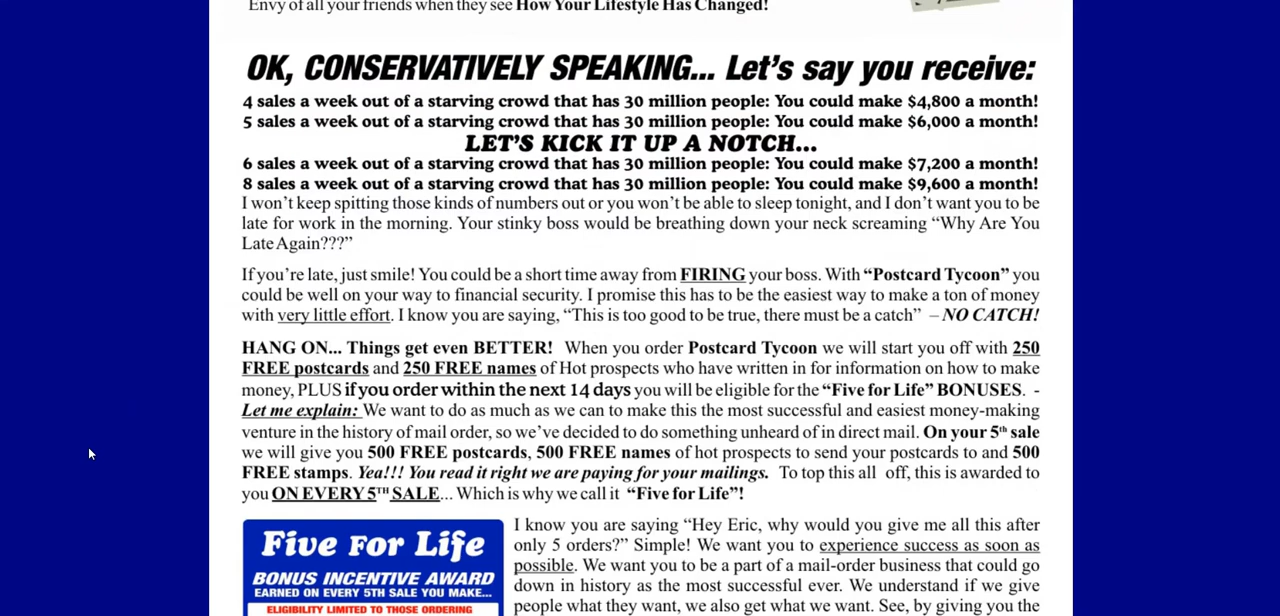 Envy of all your friends when they see How Your Lifestyle Has Changed!
OK, CONSERVATIVELY SPEAKING... Let's say you receive:
4 sales a week out of a starving crowd that has 30 million people: You could make $4,800 a month!
5 sales a week out of a starving crowd that has 30 million people: You could make $6,000 a month!
LET'S KICK IT UP A NOTCH...
6 sales a week out of a starving crowd that has 30 million people: You could make $7,200 a month!
8 sales a week out of a starving crowd that has 30 million people: You could make $9,600 a month!
I won't keep spitting those kinds of numbers out or you won't be able to sleep tonight, and I don't want you to be
late for work in the morning. Your stinky boss would be breathing down your neck screaming “Why Are You
Late Again???”
If you're late, just smile! You could be a short time away from FIRING your boss. With “Postcard Tycoon” you
could be well on your way to financial security. I promise this has to be the easiest way to make a ton of money
with very little effort. I know you are saying, “This is too good to be true, there must be a catch” – NO CATCH!
HANG ON... Things get even BETTER! When you order Postcard Tycoon we will start you off with 250
FREE postcards and 250 FREE names of Hot prospects who have written in for information on how to make
money, PLUS if you order within the next 14 days you will be eligible for the “Five for Life” BONUSES. -
Let me explain: We want to do as much as we can to make this the most successful and easiest money-making
venture in the history of mail order, so we've decided to do something unheard of in direct mail. On your 5th sale
we will give you 500 FREE postcards, 500 FREE names of hot prospects to send your postcards to and 500
FREE stamps. Yea!!! You read it right we are paying for your mailings. To top this all off, this is awarded to
you ON EVERY 5TH SALE... Which is why we call it “Five for Life”!
Five For Life
BONUS INCENTIVE AWARD
EARNED ON EVERY 5TH SALE YOU MAKE...
ELIGIBILITY LIMITED TO THOSE ORDERING
I know you are saying “Hey Eric, why would you give me all this after
only 5 orders?” Simple! We want you to experience success as soon as
possible. We want you to be a part of a mail-order business that could go
down in history as the most successful ever. We understand if we give
people what they want, we also get what we want. See, by giving you the